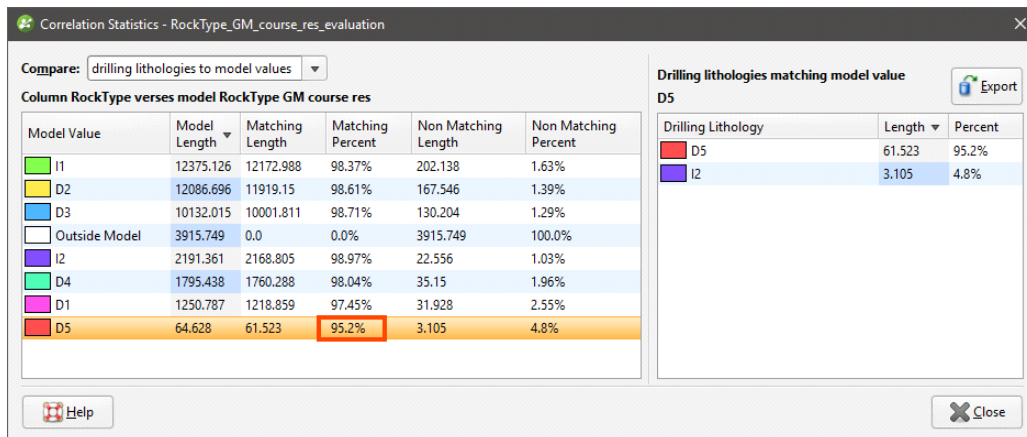 Correlation Statistics - RockType_GM_course_res_evaluation
Compare: drilling lithologies to model values
Column RockType verses model RockType GM course res
Model Value Model Length Matching Length Matching Percent Non Matching Length Non Matching Percent
I1 12375.126 12172.988 98.37% 202.138 1.63%
D2 12086.696 11919.15 98.61% 167.546 1.39%
D3 10132.015 10001.811 98.71% 130.204 1.29%
Outside Model 3915.749 0.0 0.0% 3915.749 100.0%
I2 2191.361 2168.805 98.97% 22.556 1.03%
D4 1795.438 1760.288 98.04% 35.15 1.96%
D1 1250.787 1218.859 97.45% 31.928 2.55%
D5 64.628 61.523 95.2% 3.105 4.8%
Drilling lithologies matching model value
D5
Export
Drilling Lithology Length Percent
D5 61.523 95.2%
I2 3.105 4.8%
Help
Close